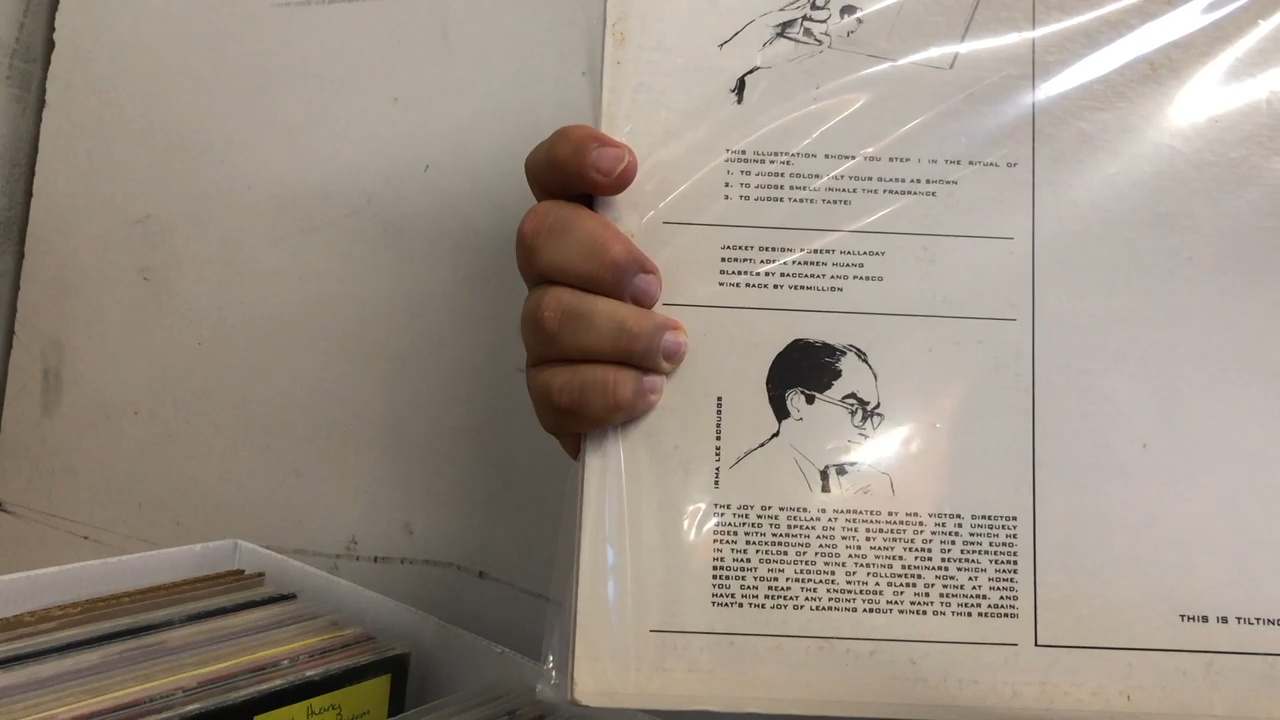 THIS ILLUSTRATION SHOWS YOU STEP 1 IN THE RITUAL OF
JUDGING WINE.
1. TO JUDGE COLOR: TILT YOUR GLASS AS SHOWN
2. TO JUDGE SMELL: INHALE THE FRAGRANCE
3. TO JUDGE TASTE: TASTE!
JACKET DESIGN: ROBERT HALLADAY
SCRIPT: ADELE FARREN HUANG
GLASSES BY BACCARAT AND PASCO
WINE RACK BY VERMILLION
IRMA LEE SCRUGGS
THE JOY OF WINES, IS NARRATED BY MR. VICTOR, DIRECTOR
OF THE WINE CELLAR AT NEIMAN-MARCUS. HE IS UNIQUELY
QUALIFIED TO SPEAK ON THE SUBJECT OF WINES, WHICH HE
DOES WITH WARMTH AND WIT, BY VIRTUE OF HIS OWN EURO-
PEAN BACKGROUND AND HIS MANY YEARS OF EXPERIENCE
IN THE FIELDS OF FOOD AND WINES. FOR SEVERAL YEARS
HE HAS CONDUCTED WINE TASTING SEMINARS WHICH HAVE
BROUGHT HIM LEGIONS OF FOLLOWERS. NOW, AT HOME,
BESIDE YOUR FIREPLACE, WITH A GLASS OF WINE AT HAND,
YOU CAN REAP THE KNOWLEDGE OF HIS SEMINARS, AND
HAVE HIM REPEAT ANY POINT YOU MAY WANT TO HEAR AGAIN.
THAT'S THE JOY OF LEARNING ABOUT WINES ON THIS RECORD!
THIS IS TILTING